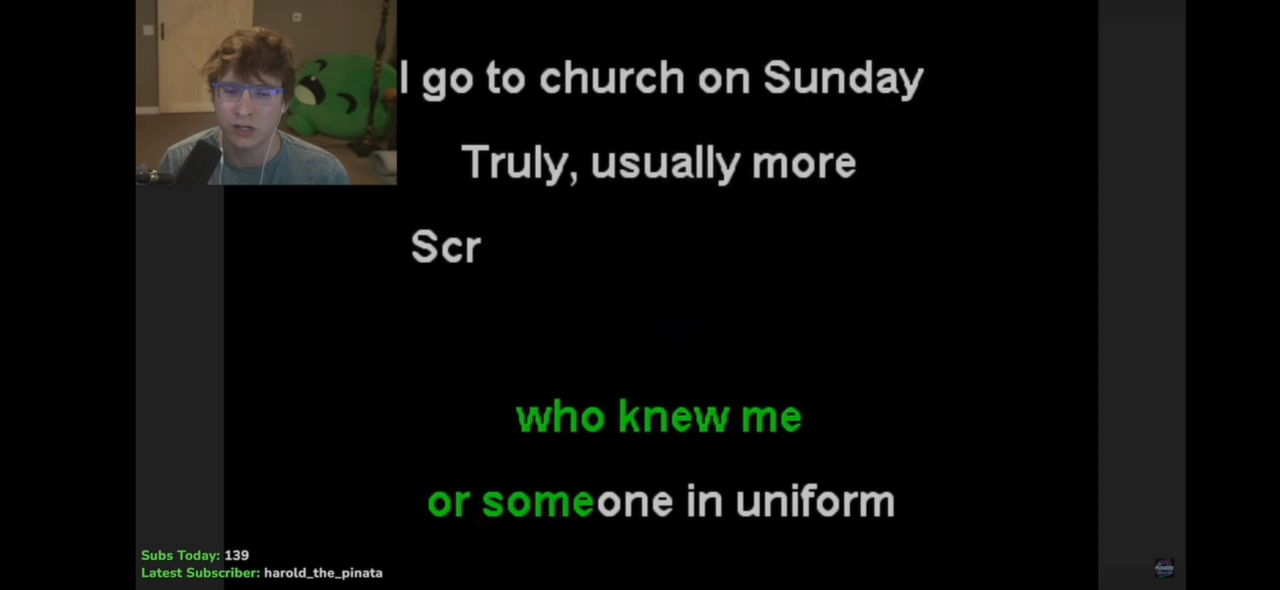 I go to church on Sunday
Truly, usually more
Scr
who knew me
or someone in uniform
Subs Today: 139
Latest Subscriber: harold_the_pinata